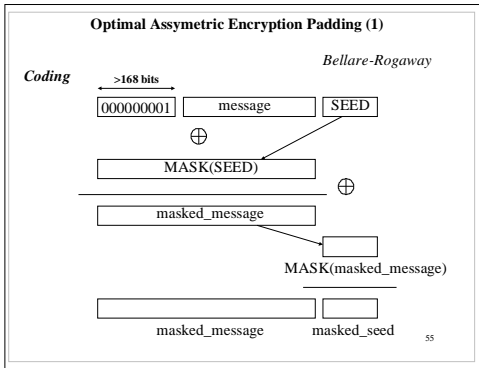 Optimal Assymetric Encryption Padding (1)
Bellare-Rogaway
Coding
>168 bits
000000001 message SEED
MASK(SEED)
masked_message
MASK(masked_message)
masked_message masked_seed
55